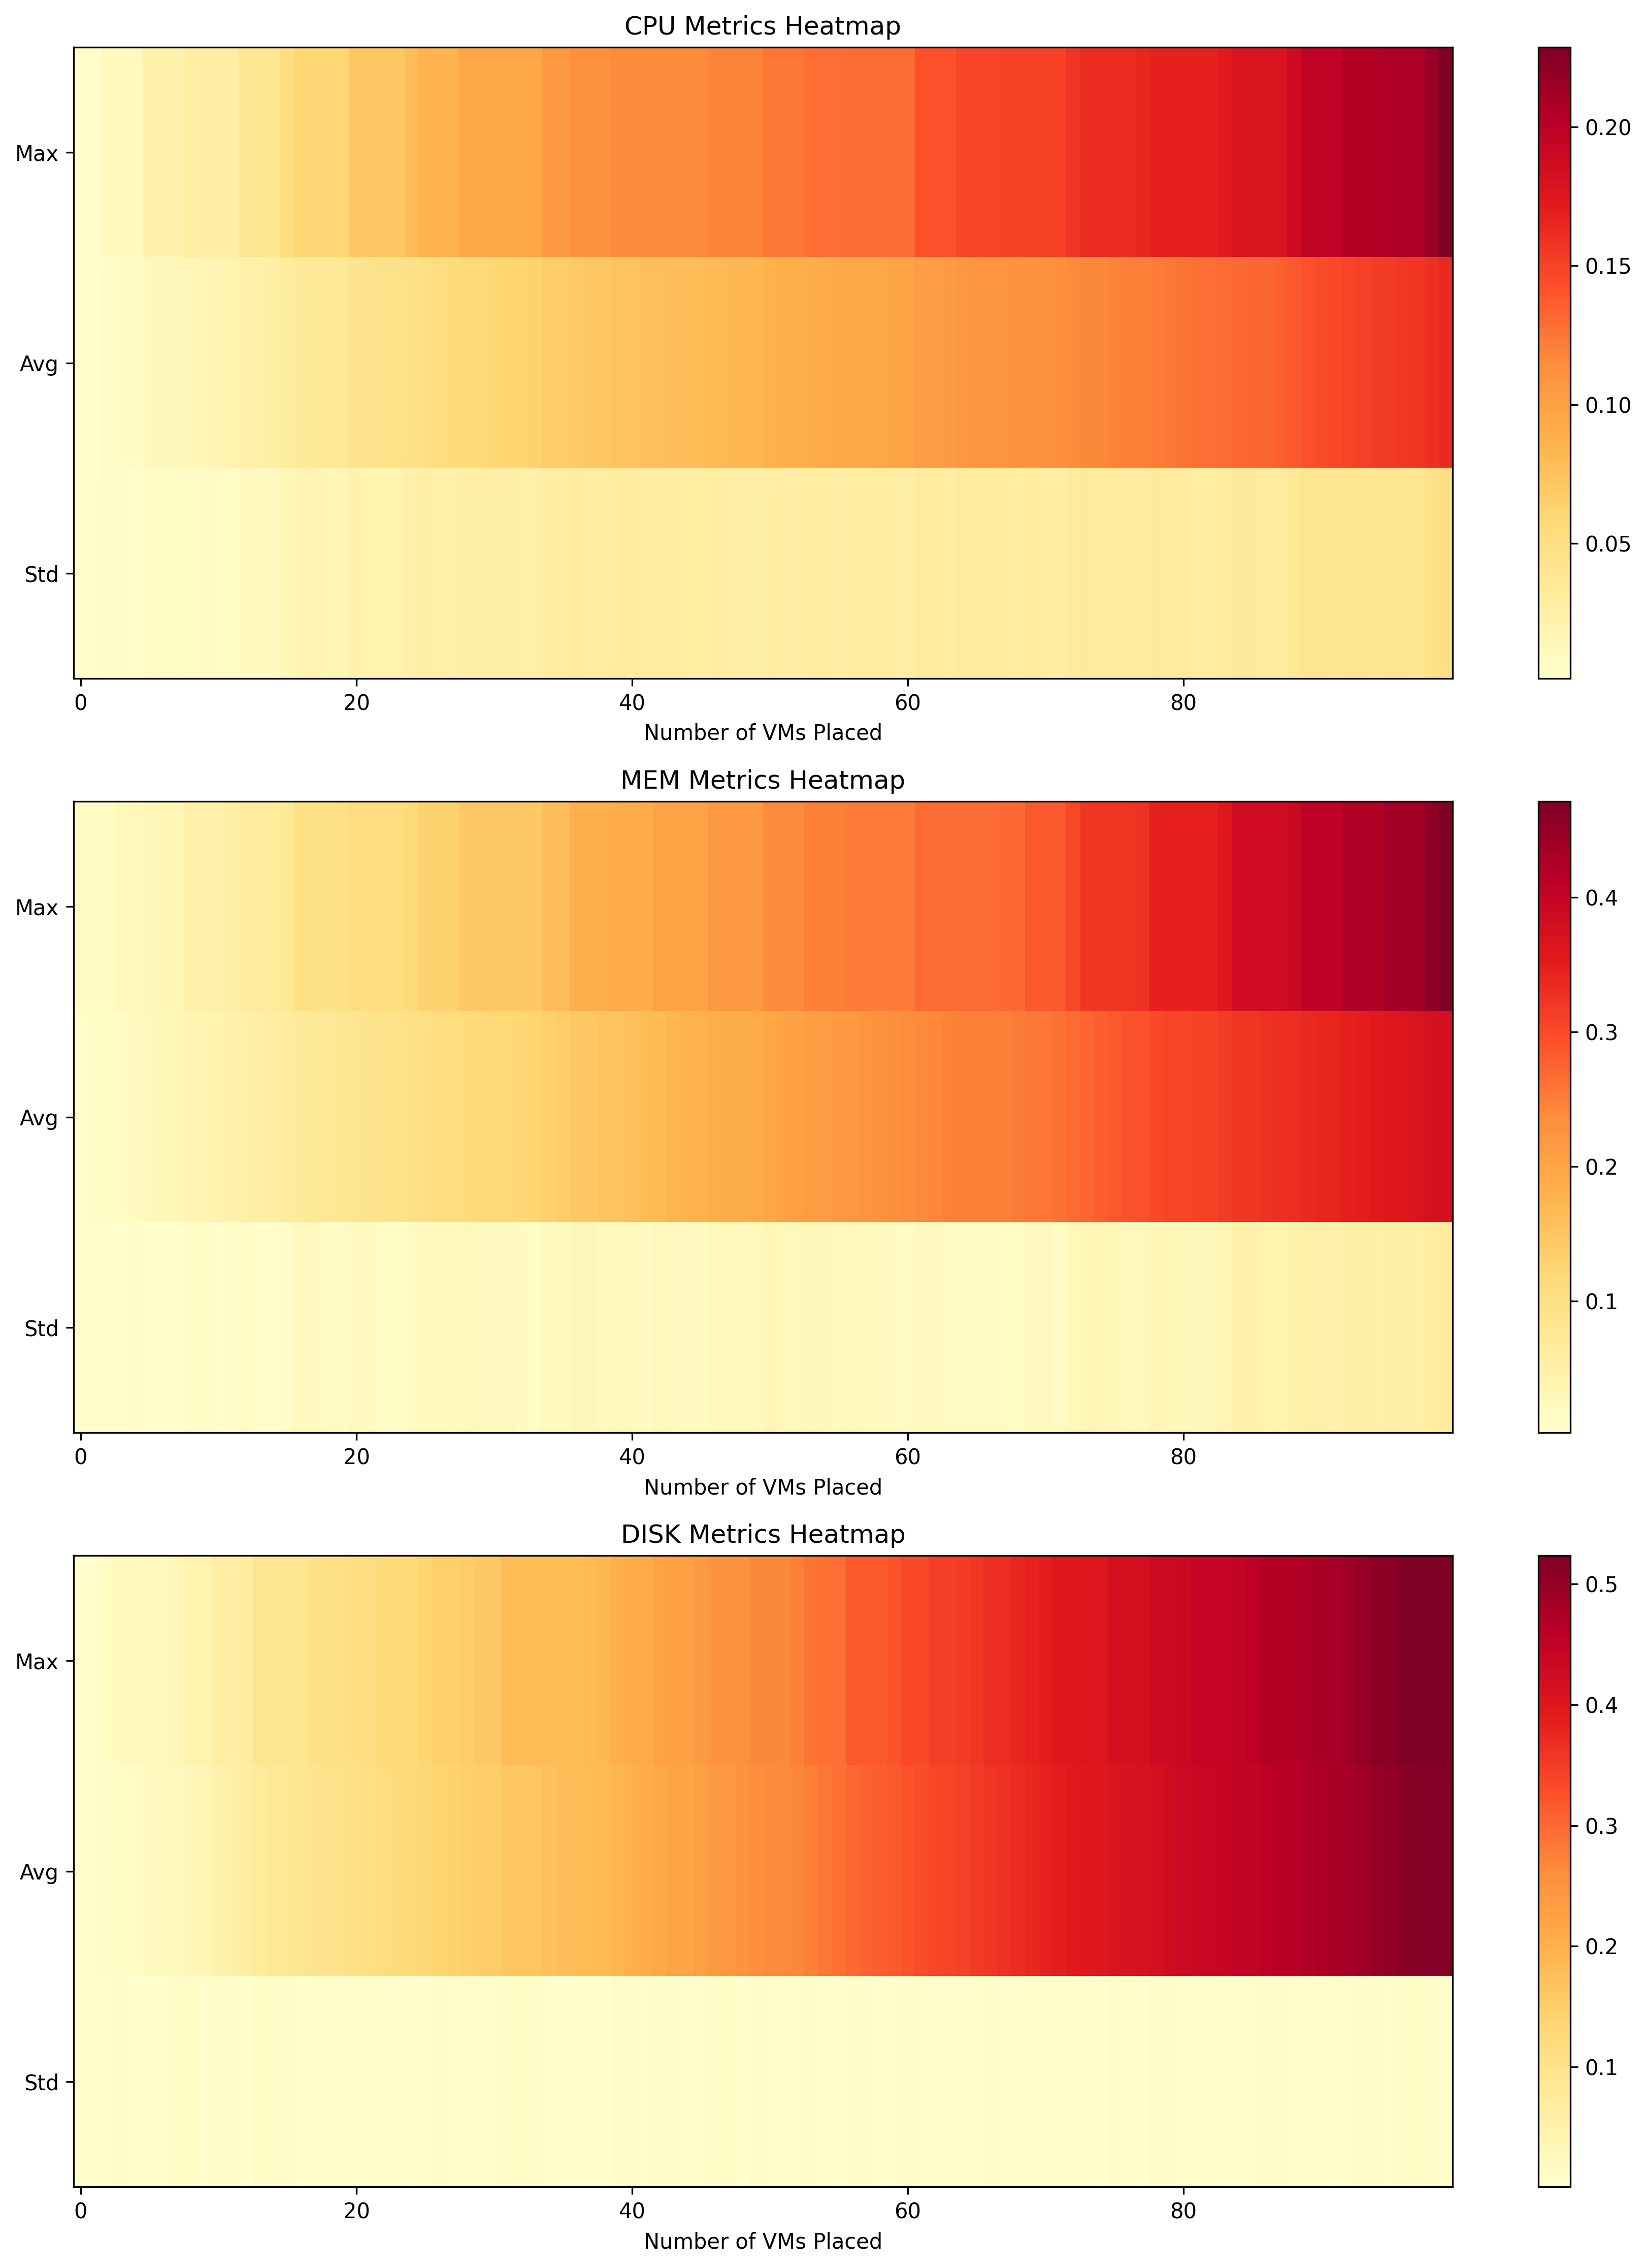 CPU Metrics Heatmap
Max
Avg
Std
0 20 40 60 80
Number of VMs Placed
0.20
0.15
0.10
0.05
MEM Metrics Heatmap
Max
Avg
Std
0 20 40 60 80
Number of VMs Placed
0.4
0.3
0.2
0.1
DISK Metrics Heatmap
Max
Avg
Std
0 20 40 60 80
Number of VMs Placed
0.5
0.4
0.3
0.2
0.1